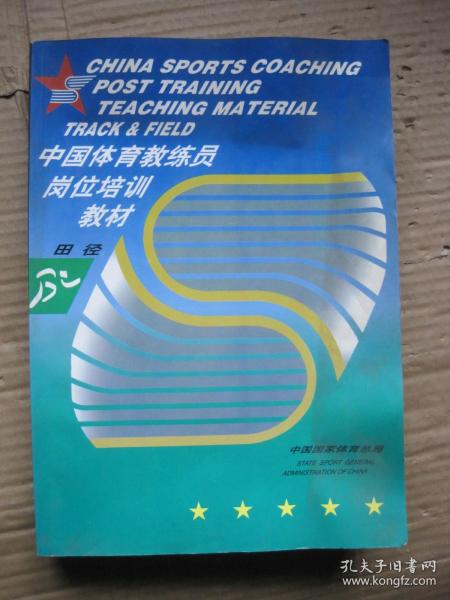 CHINA SPORTS COACHING
POST TRAINING
TEACHING MATERIAL
TRACK & FIELD
中国体育教练员
岗位培训
教材
田 径
中国国家体育总局
STATE SPORT GENERAL
ADMINISTRATION OF CHINA
孔夫子旧书网
www.kongfz.com